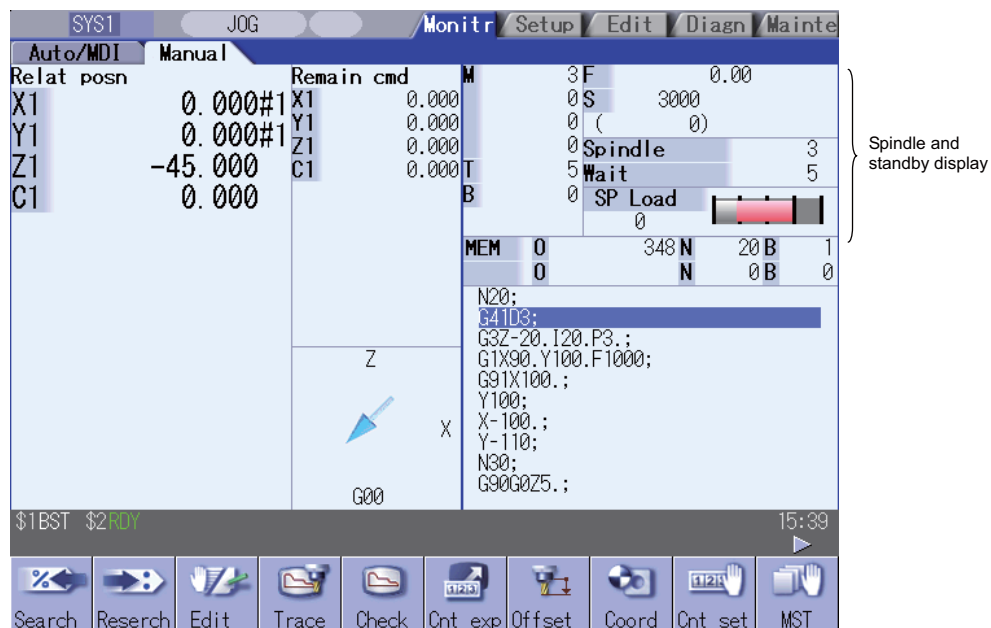 SYS1 JOG Monitr Setup Edit Diagn Mainte
Auto/MDI Manual
Relat posn
X1 0.000#1
Y1 0.000#1
Z1 -45.000
C1 0.000
Remain cmd
X1 0.000
Y1 0.000
Z1 0.000
C1 0.000
M 3
0
0
0
T 5
B 0
F 0.00
S 3000
( 0)
Spindle 3
Wait 5
SP Load
0
Spindle and
standby display
MEM O 348 N 20 B 1
O N 0 B 0
N20;
G41D3;
G3Z-20.I20.P3.;
G1X90.Y100.F1000;
G91X100.;
Y100;
X-100.;
Y-110;
N30;
G90G0Z5.;
Z
X
G00
$1BST $2RDY 15:39
Search Reserch Edit Trace Check Cnt exp Offset Coord Cnt set MST